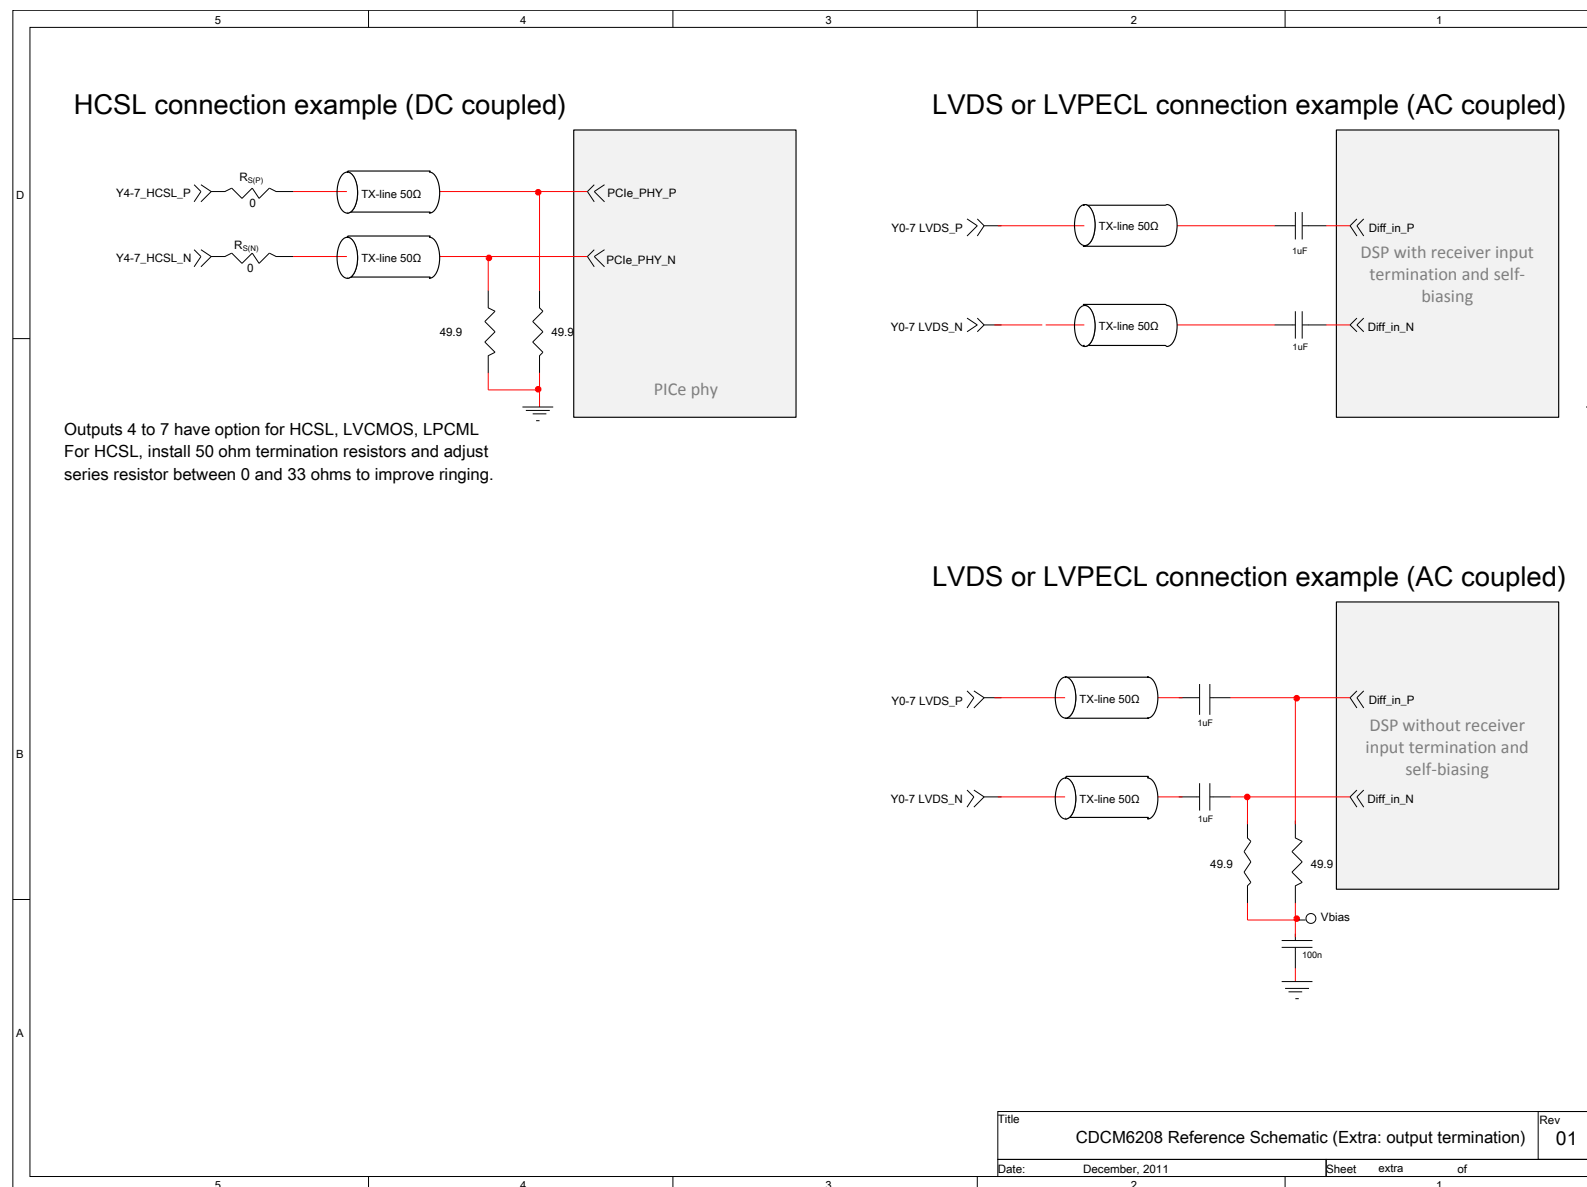 5 4 3 2 1
HCSL connection example (DC coupled)
LVDS or LVPECL connection example (AC coupled)
D
Y4-7_HCSL_P
RS(P)
0
TX-line 50Ω
PCIe_PHY_P
Y4-7_HCSL_N
RS(N)
0
TX-line 50Ω
PCIe_PHY_N
49.9
49.9
PICe phy
Outputs 4 to 7 have option for HCSL, LVCMOS, LPCML
For HCSL, install 50 ohm termination resistors and adjust
series resistor between 0 and 33 ohms to improve ringing.
Y0-7 LVDS_P
TX-line 50Ω
1uF
Diff_in_P
DSP with receiver input
termination and self-
biasing
Y0-7 LVDS_N
TX-line 50Ω
1uF
Diff_in_N
LVDS or LVPECL connection example (AC coupled)
B
Y0-7 LVDS_P
TX-line 50Ω
1uF
Diff_in_P
DSP without receiver
input termination and
self-biasing
Y0-7 LVDS_N
TX-line 50Ω
1uF
Diff_in_N
49.9
49.9
Vbias
100n
A
Title
CDCM6208 Reference Schematic (Extra: output termination)
Rev
01
Date: December, 2011
Sheet extra of
5 4 3 2 1